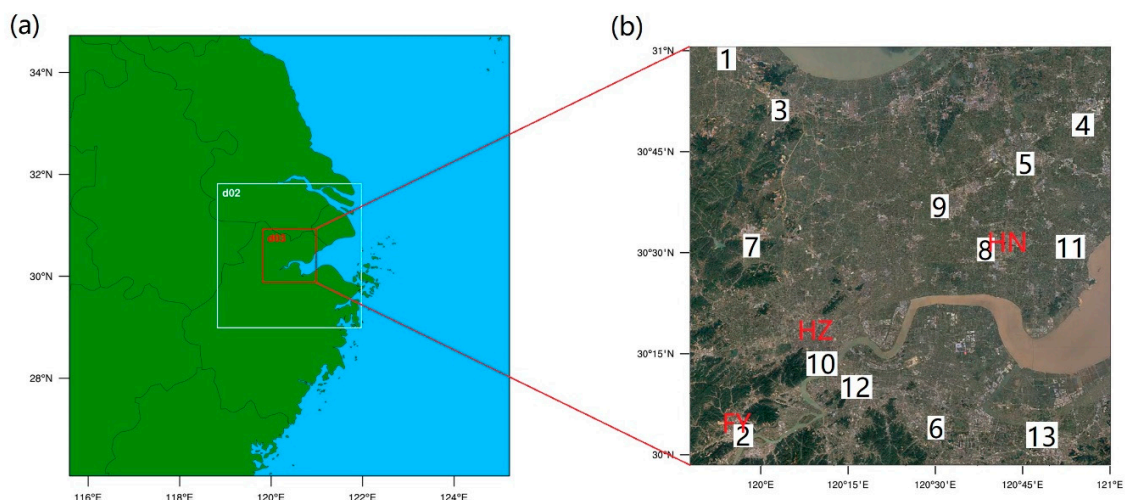 (a)
(b)
34°N
32°N
30°N
28°N
116°E
118°E
120°E
122°E
124°E
d02
d03
31°N
30°45'N
30°30'N
30°15'N
30°N
120°E
120°15'E
120°30'E
120°45'E
121°E
1
3
4
5
9
7
8
HN
11
HZ
10
12
FY
2
6
13